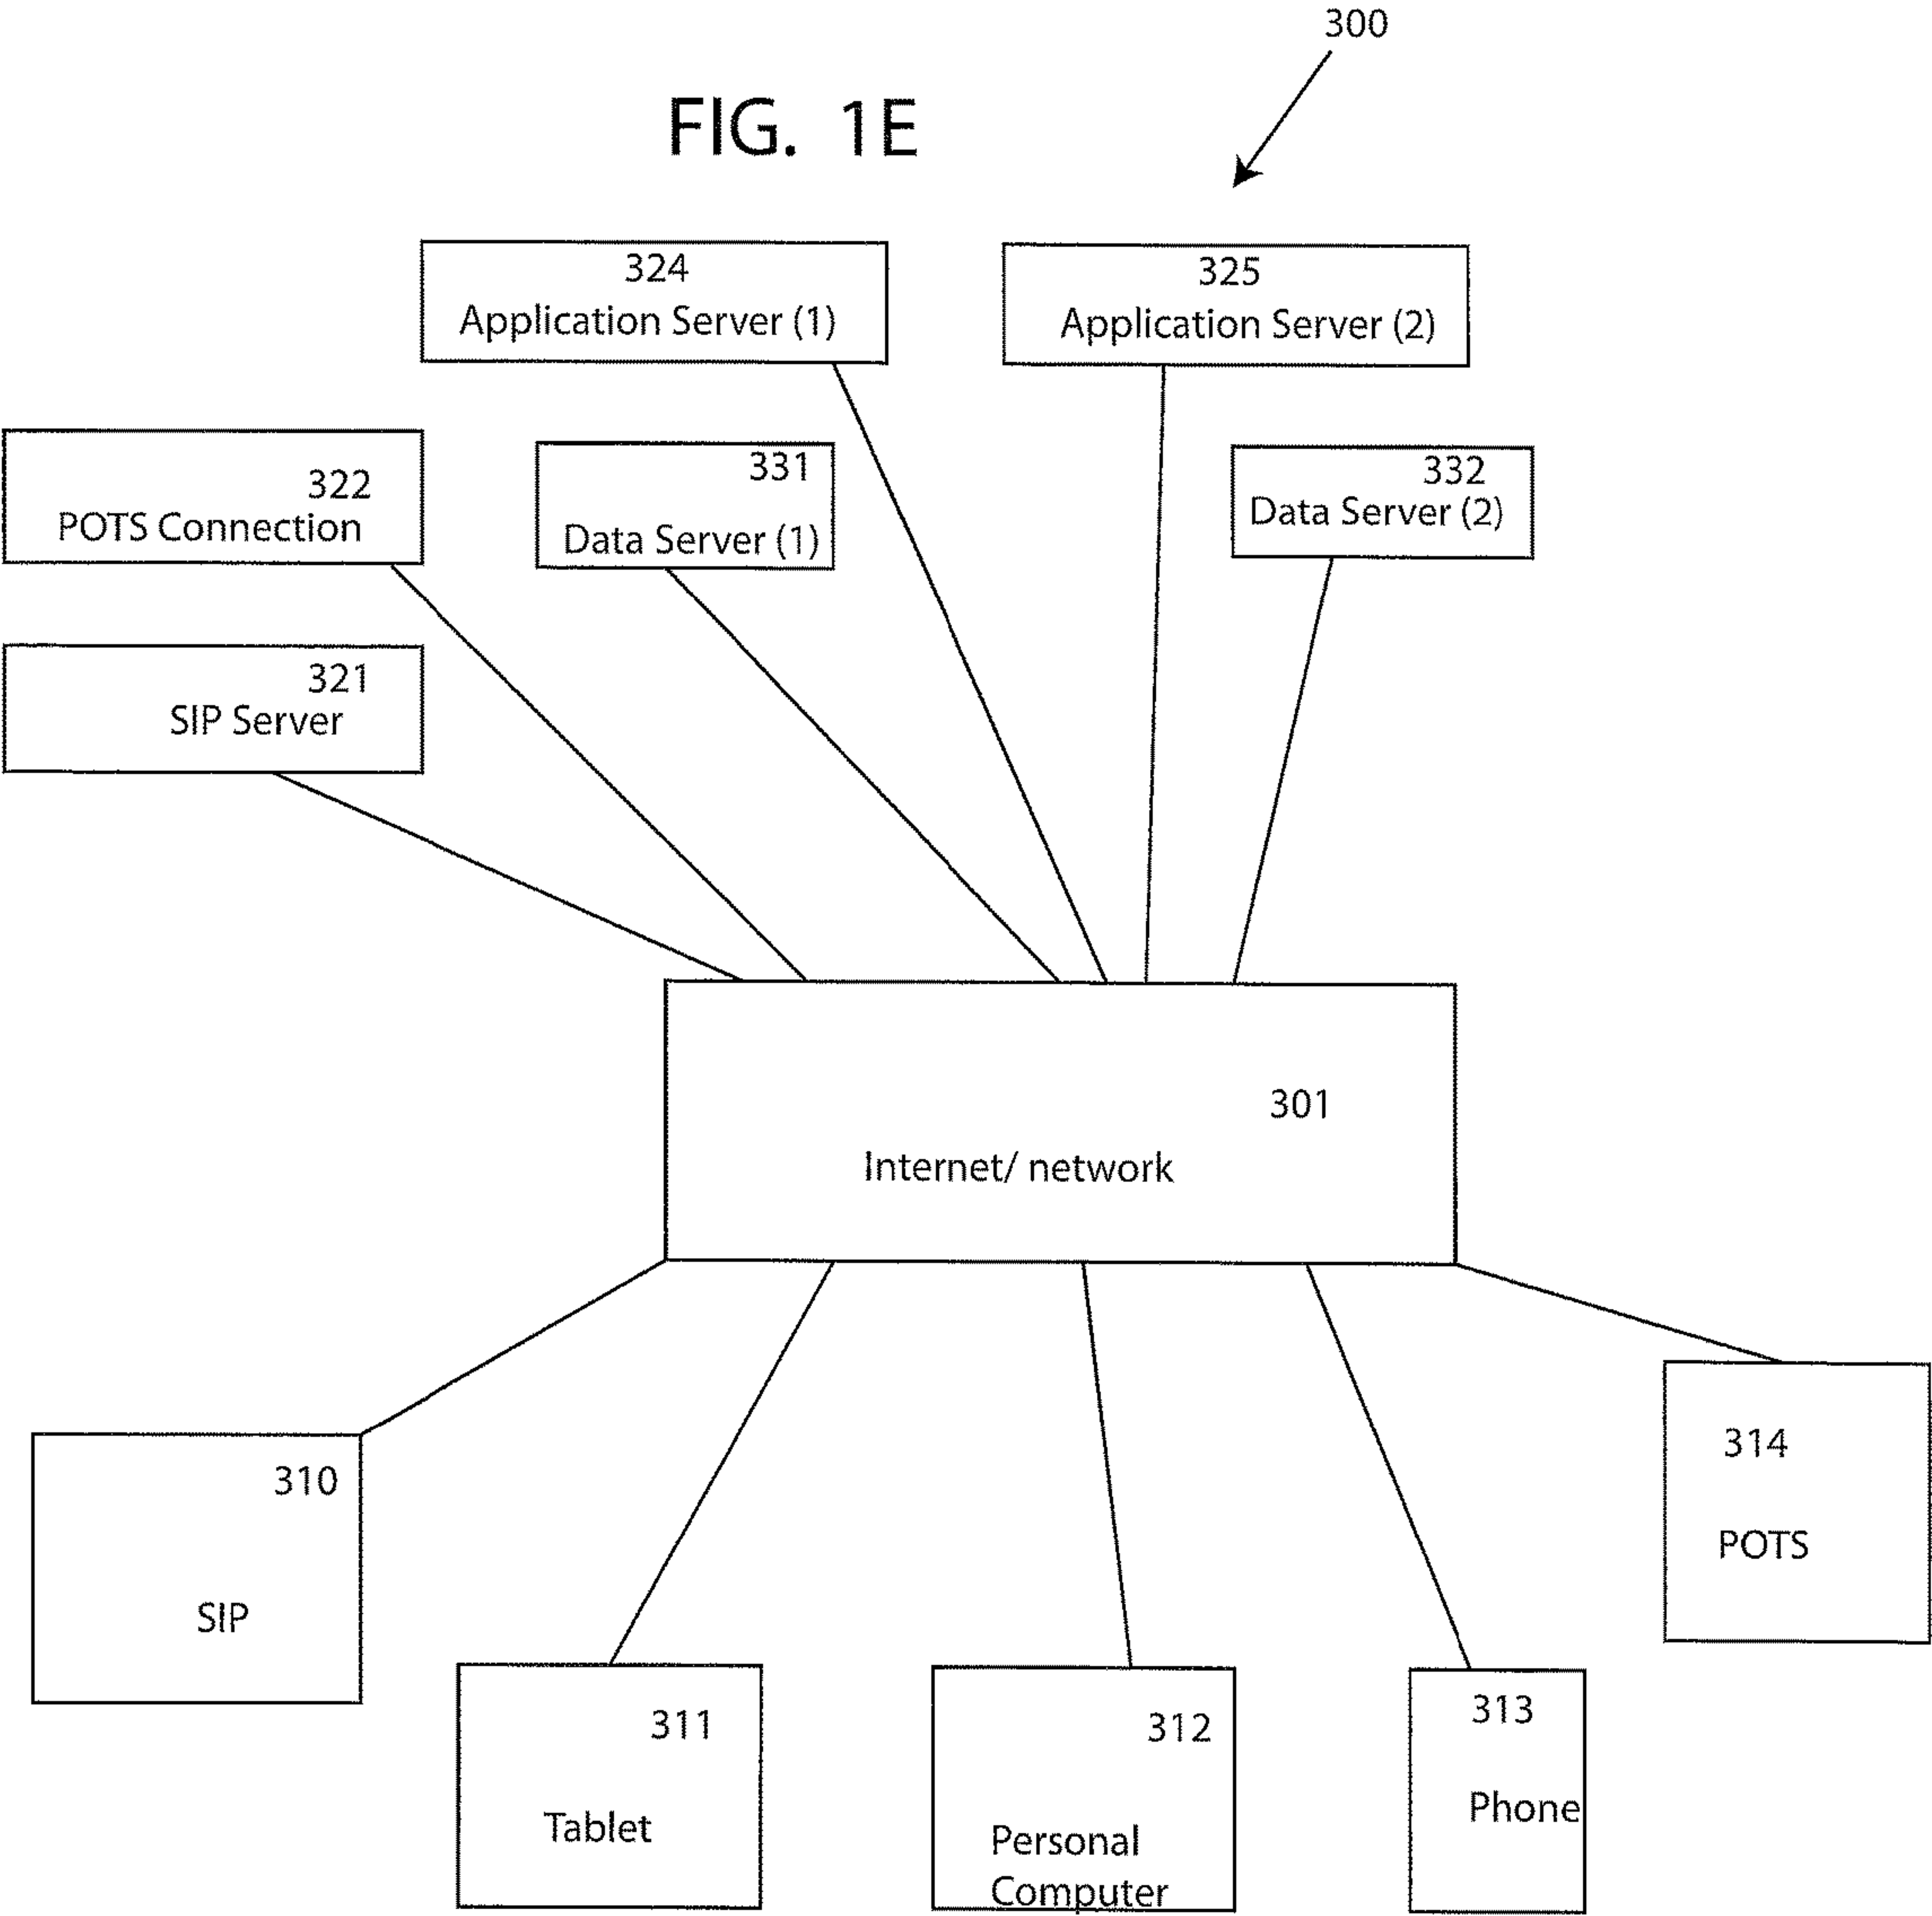 300
FIG. 1E
324
Application Server (1)
325
Application Server (2)
322
POTS Connection
331
Data Server (1)
332
Data Server (2)
321
SIP Server
301
Internet/ network
310
SIP
311
Tablet
312
Personal
Computer
313
Phone
314
POTS